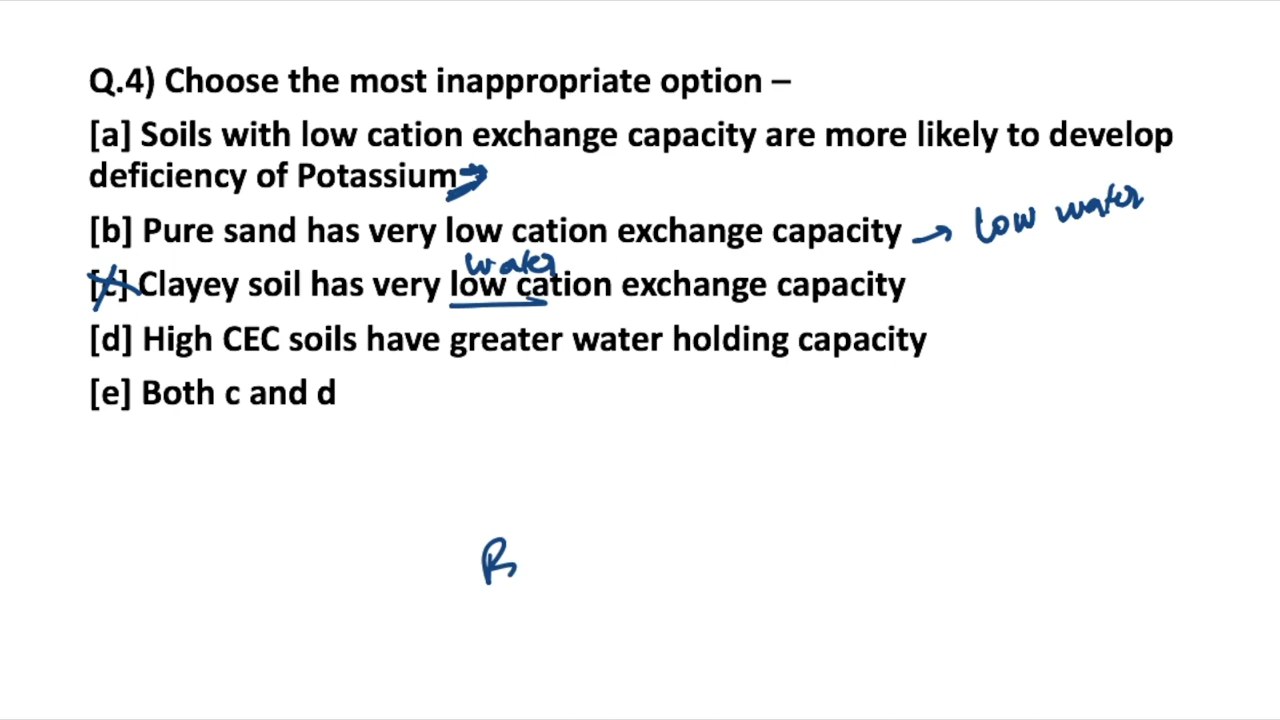 Q.4) Choose the most inappropriate option –
[a] Soils with low cation exchange capacity are more likely to develop
deficiency of Potassium
[b] Pure sand has very low cation exchange capacity → low water
water
[c] Clayey soil has very low cation exchange capacity
[d] High CEC soils have greater water holding capacity
[e] Both c and d